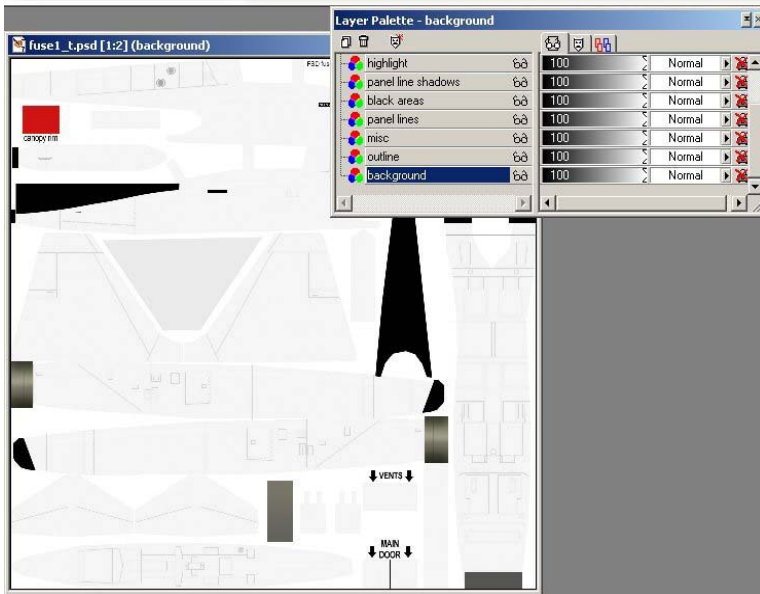 Layer Palette - background
fuse1_t.psd [1:2] (background)
highlight 100 Normal
panel line shadows 100 Normal
black areas 100 Normal
panel lines 100 Normal
misc 100 Normal
outline 100 Normal
background 100 Normal
canopy rim
VENTS
MAIN
DOOR